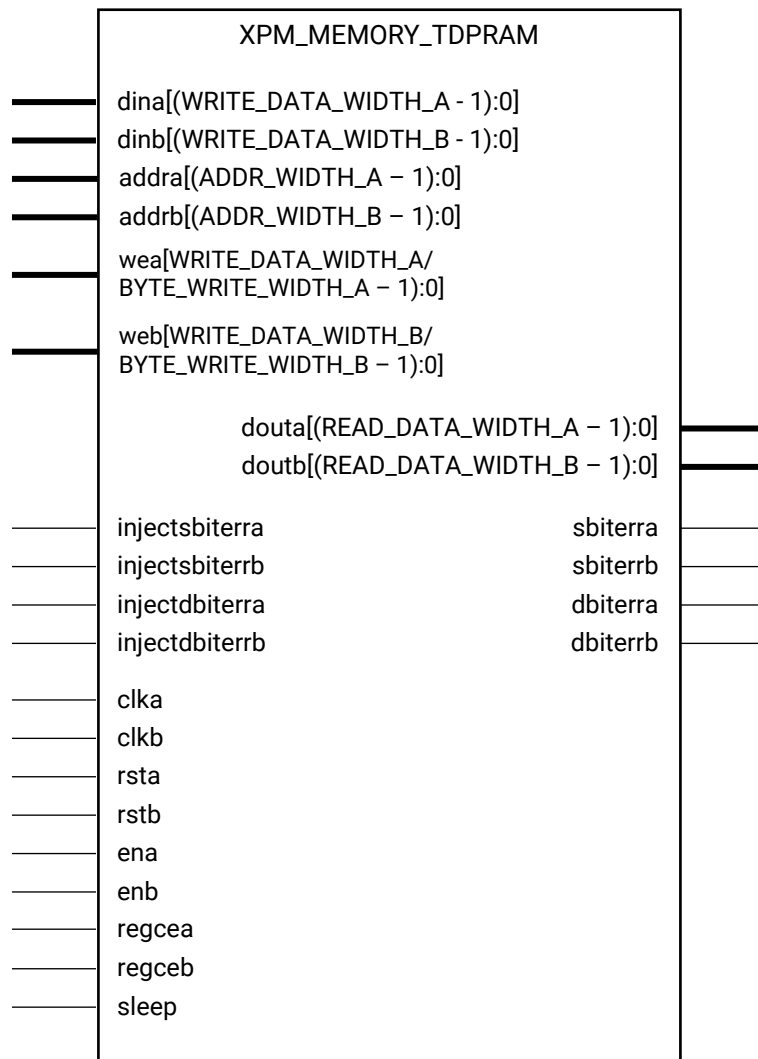 XPM_MEMORY_TDPRAM
dina[(WRITE_DATA_WIDTH_A - 1):0]
dinb[(WRITE_DATA_WIDTH_B - 1):0]
addra[(ADDR_WIDTH_A – 1):0]
addrb[(ADDR_WIDTH_B – 1):0]
wea[WRITE_DATA_WIDTH_A/
BYTE_WRITE_WIDTH_A – 1):0]
web[WRITE_DATA_WIDTH_B/
BYTE_WRITE_WIDTH_B – 1):0]
douta[(READ_DATA_WIDTH_A – 1):0]
doutb[(READ_DATA_WIDTH_B – 1):0]
injectsbiterra sbiterra
injectsbiterrb sbiterrb
injectdbiterra dbiterra
injectdbiterrb dbiterrb
clka
clkb
rsta
rstb
ena
enb
regcea
regceb
sleep